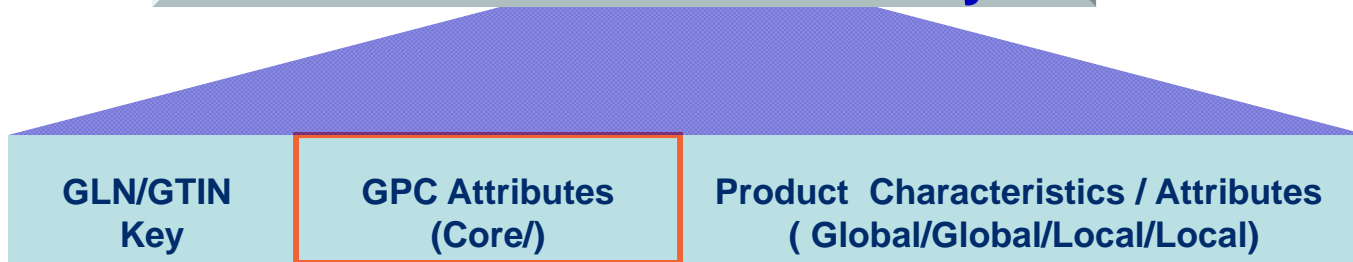 GLN/GTIN
Key
GPC Attributes
(Core/)
Product Characteristics / Attributes
( Global/Global/Local/Local)